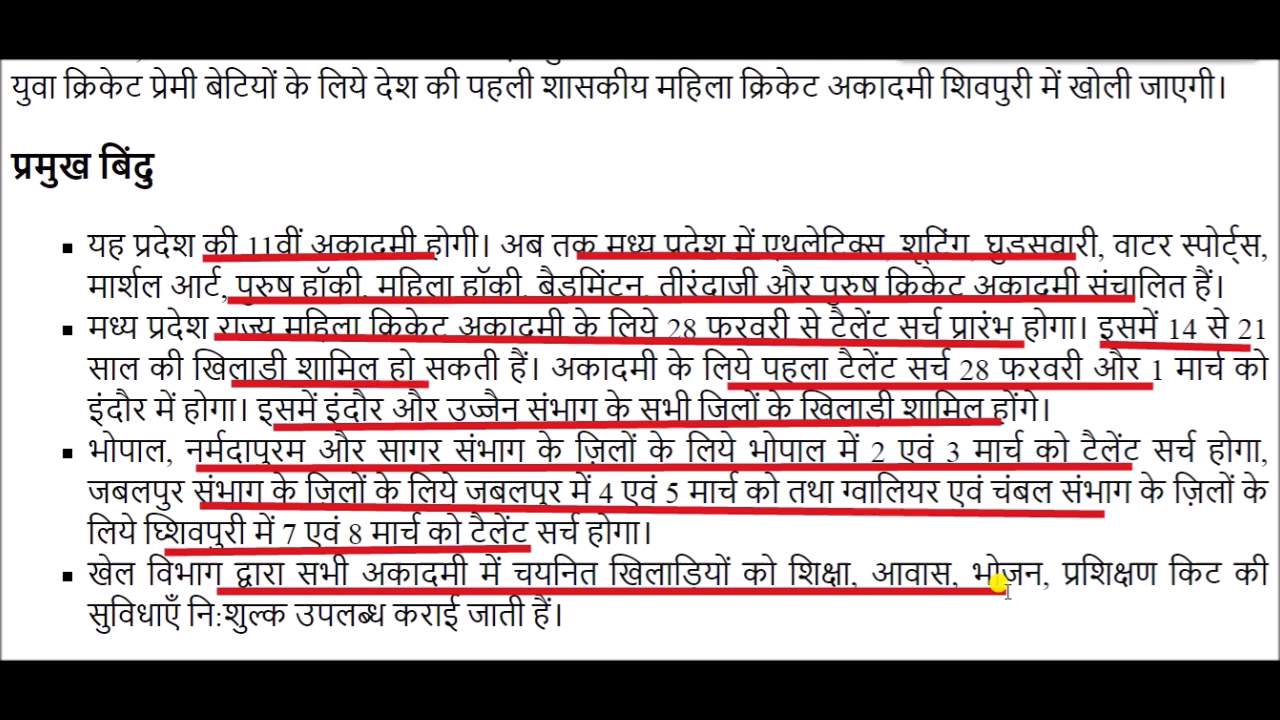 युवा क्रिकेट प्रेमी बेटियों के लिये देश की पहली शासकीय महिला क्रिकेट अकादमी शिवपुरी में खोली जाएगी।
प्रमुख बिंदु
▪ यह प्रदेश की 11वीं अकादमी होगी। अब तक मध्य प्रदेश में एथलेटिक्स, शूटिंग, घुड़सवारी, वाटर स्पोर्ट्स,
मार्शल आर्ट, पुरुष हॉकी, महिला हॉकी, बैडमिंटन, तीरंदाजी और पुरुष क्रिकेट अकादमी संचालित हैं।
▪ मध्य प्रदेश राज्य महिला क्रिकेट अकादमी के लिये 28 फरवरी से टैलेंट सर्च प्रारंभ होगा। इसमें 14 से 21
साल की खिलाड़ी शामिल हो सकती हैं। अकादमी के लिये पहला टैलेंट सर्च 28 फरवरी और 1 मार्च को
इंदौर में होगा। इसमें इंदौर और उज्जैन संभाग के सभी जिलों के खिलाड़ी शामिल होंगे।
▪ भोपाल, नर्मदापुरम और सागर संभाग के ज़िलों के लिये भोपाल में 2 एवं 3 मार्च को टैलेंट सर्च होगा,
जबलपुर संभाग के जिलों के लिये जबलपुर में 4 एवं 5 मार्च को तथा ग्वालियर एवं चंबल संभाग के ज़िलों के
लिये घ्शिवपुरी में 7 एवं 8 मार्च को टैलेंट सर्च होगा।
▪ खेल विभाग द्वारा सभी अकादमी में चयनित खिलाड़ियों को शिक्षा, आवास, भोजन, प्रशिक्षण किट की
सुविधाएँ नि:शुल्क उपलब्ध कराई जाती हैं।